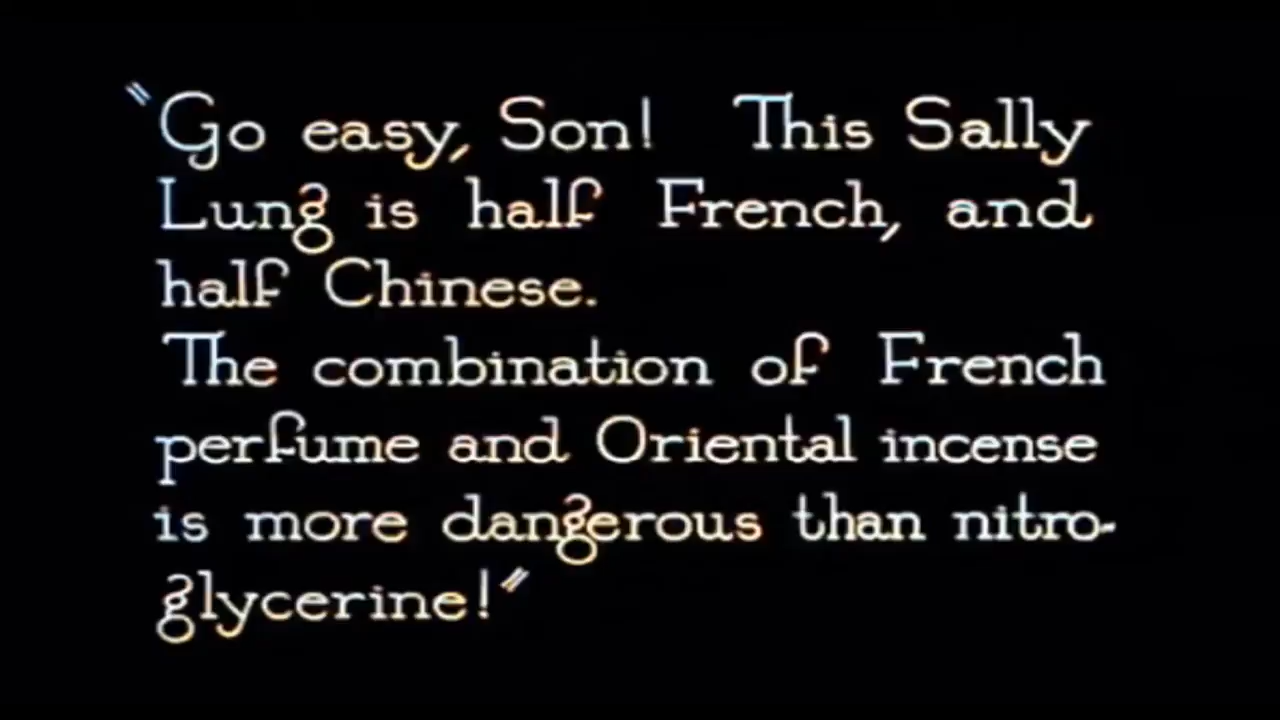 "Go easy, Son! This Sally
Lung is half French, and
half Chinese.
The combination of French
perfume and Oriental incense
is more dangerous than nitro-
glycerine!"